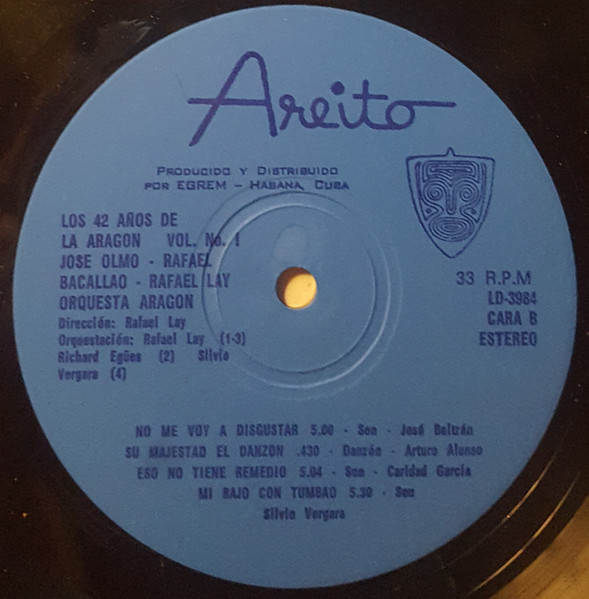 Areito
PRODUCIDO Y DISTRIBUIDO
POR EGREM – HABANA, CUBA
LOS 42 AÑOS DE
LA ARAGON VOL. No. 1
JOSE OLMO - RAFAEL
BACALLAO - RAFAEL LAY
ORQUESTA ARAGON
Dirección: Rafael Lay
Orquestación: Rafael Lay (1-3)
Richard Egües (2) Silvio
Vergara (4)
33 R.P.M
LD-3984
CARA B
ESTEREO
NO ME VOY A DISGUSTAR 5.00 - Son - José Beltrán
SU MAJESTAD EL DANZON .430 - Danzón - Arturo Alonso
ESO NO TIENE REMEDIO 5.04 - Son - Caridad García
MI BAJO CON TUMBAO 5.30 - Son
Silvio Vergara